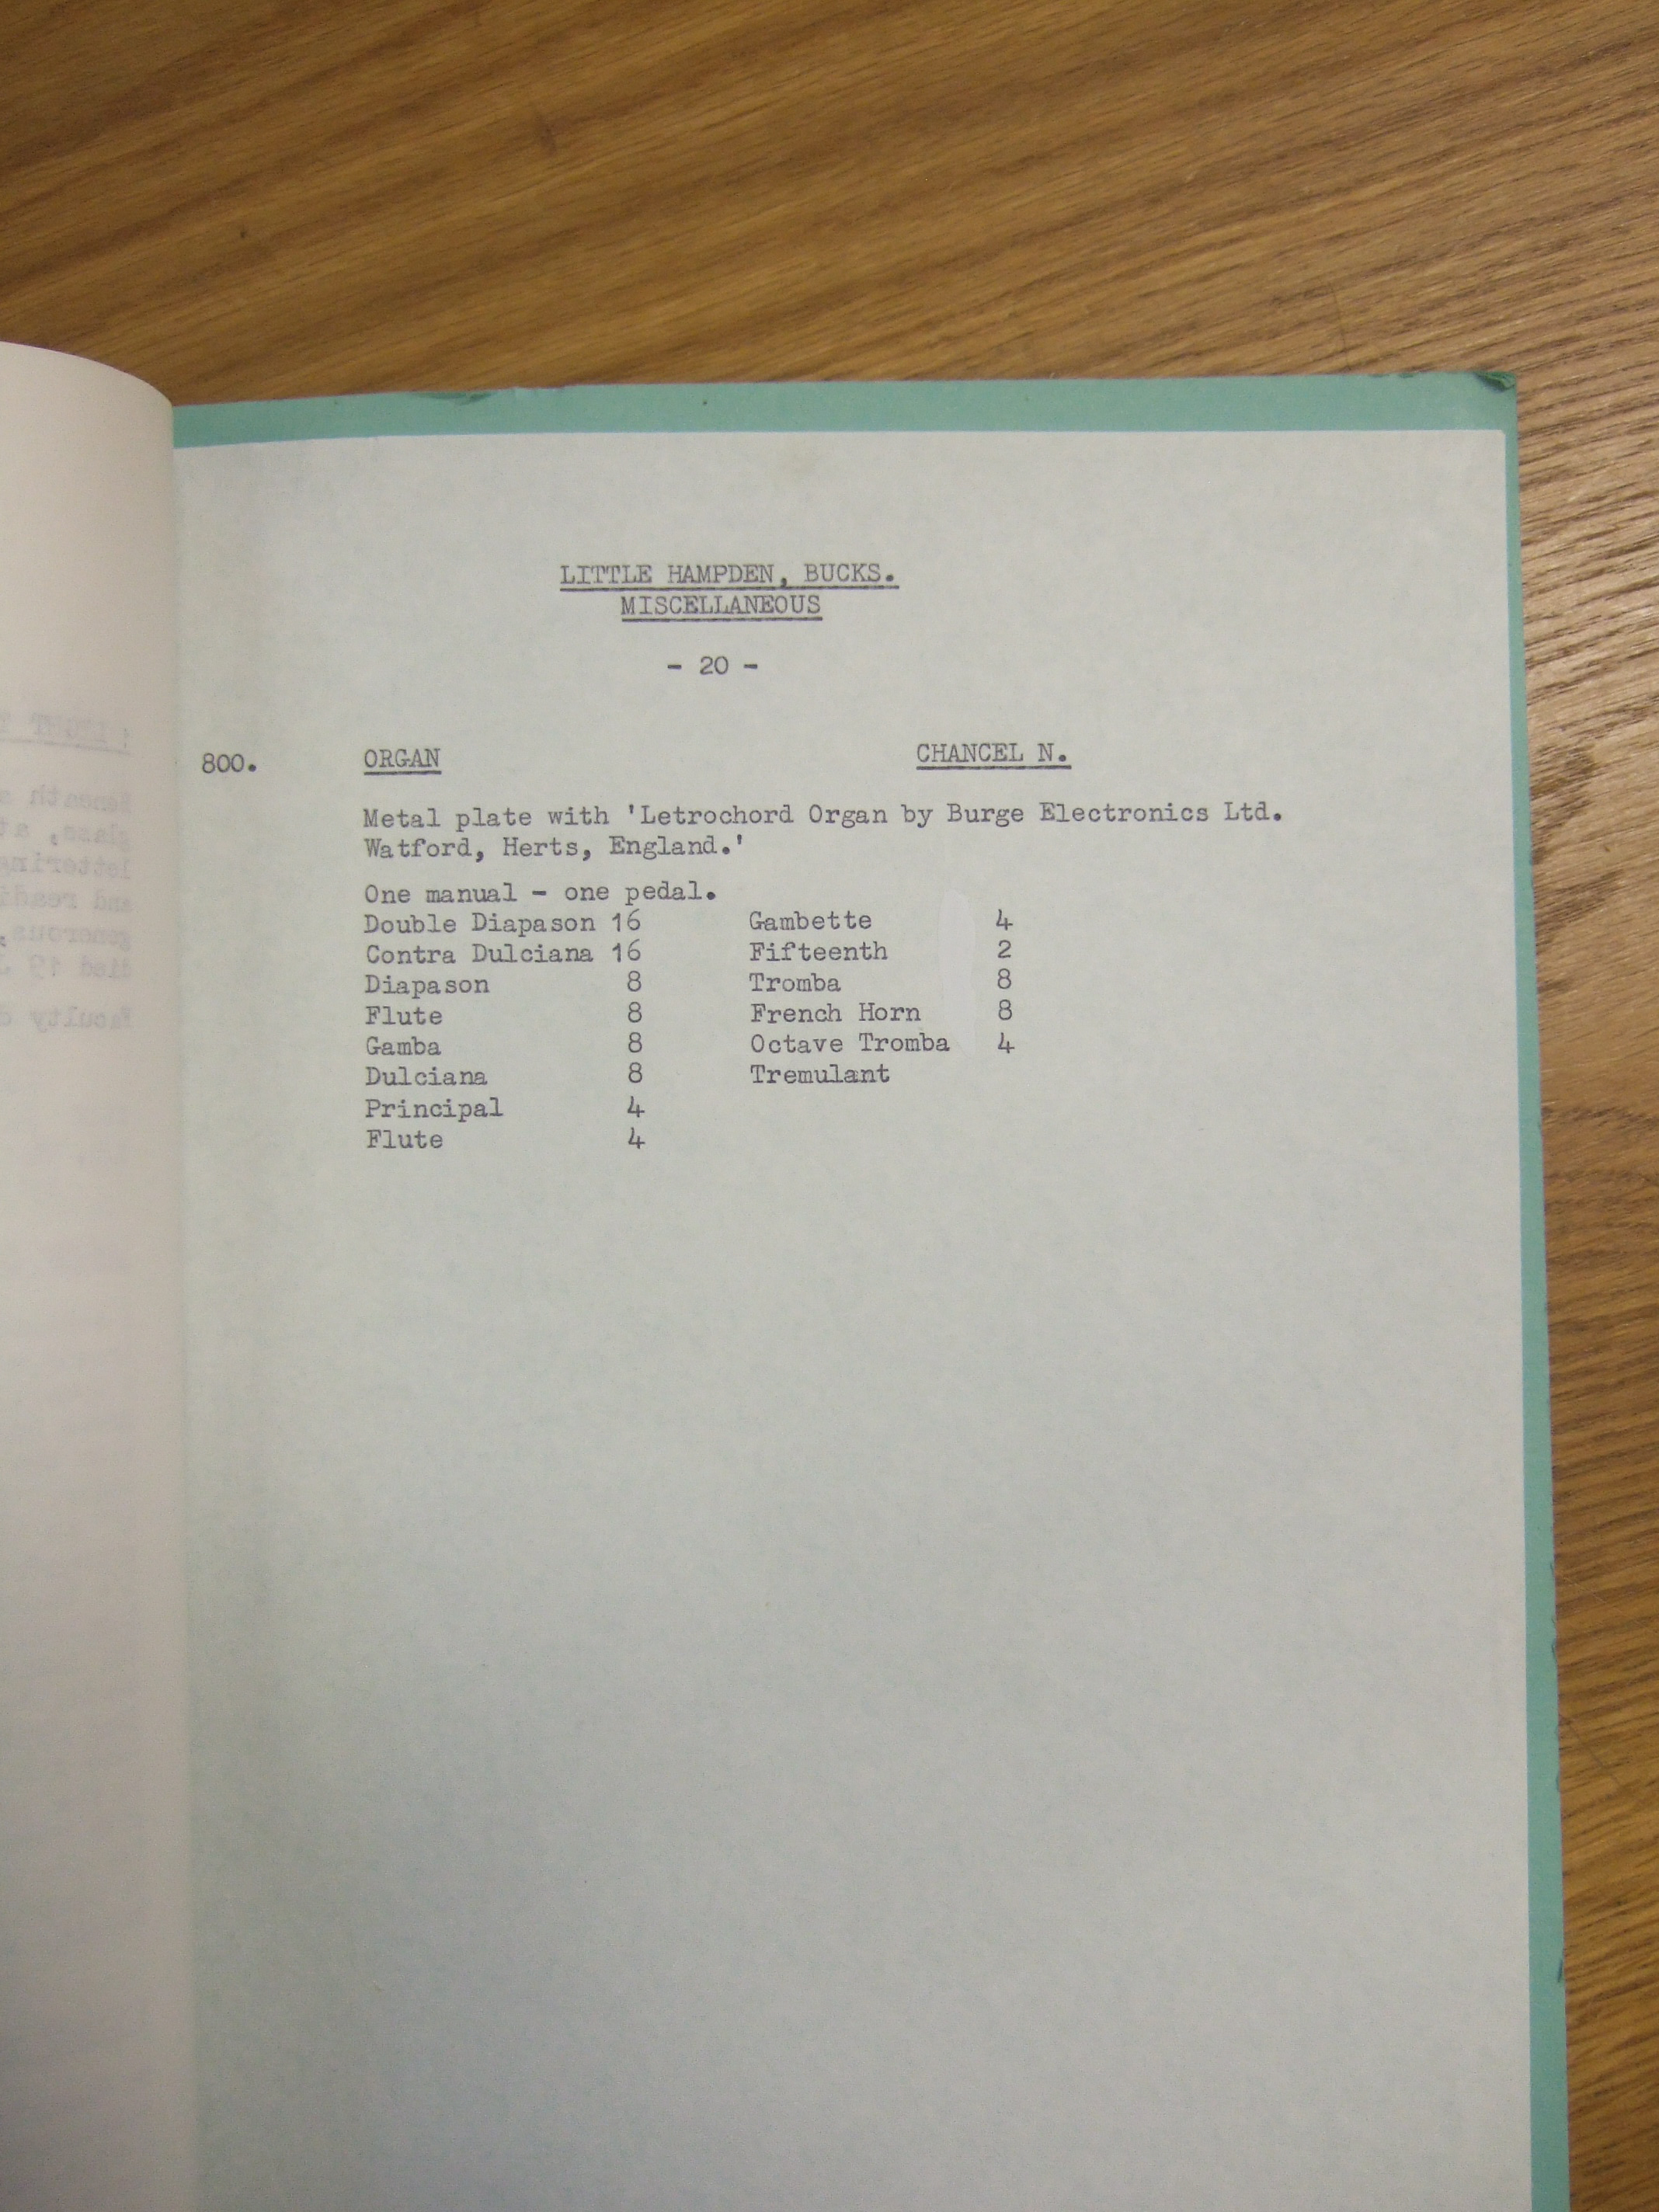 LITTLE HAMPDEN, BUCKS.
MISCELLANEOUS
- 20 -
800. ORGAN CHANCEL N.
Metal plate with 'Letrochord Organ by Burge Electronics Ltd.
Watford, Herts, England.'
One manual - one pedal.
Double Diapason 16 Gambette 4
Contra Dulciana 16 Fifteenth 2
Diapason 8 Tromba 8
Flute 8 French Horn 8
Gamba 8 Octave Tromba 4
Dulciana 8 Tremulant
Principal 4
Flute 4